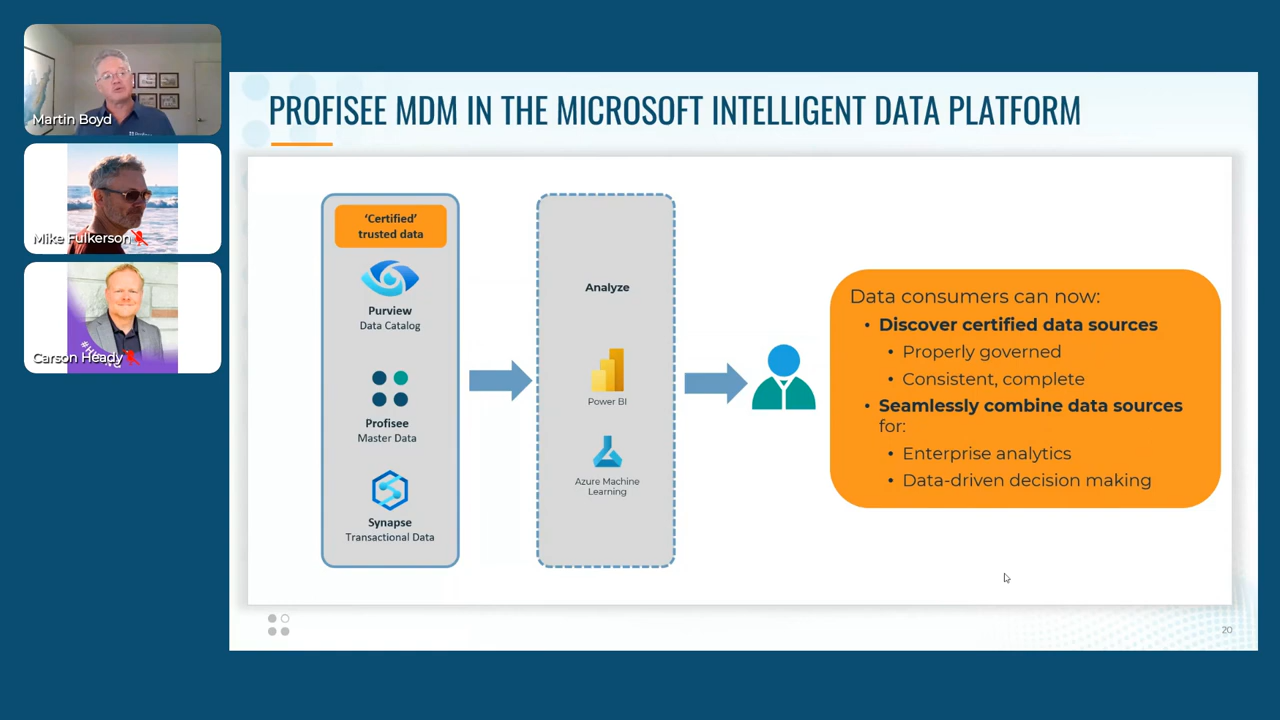 Martin Boyd
Mike Fulkerson
Carson Heady
PROFISEE MDM IN THE MICROSOFT INTELLIGENT DATA PLATFORM
‘Certified’
trusted data
Purview
Data Catalog
Profisee
Master Data
Synapse
Transactional Data
Analyze
Power BI
Azure Machine
Learning
Data consumers can now:
• Discover certified data sources
• Properly governed
• Consistent, complete
• Seamlessly combine data sources
for:
• Enterprise analytics
• Data-driven decision making
20